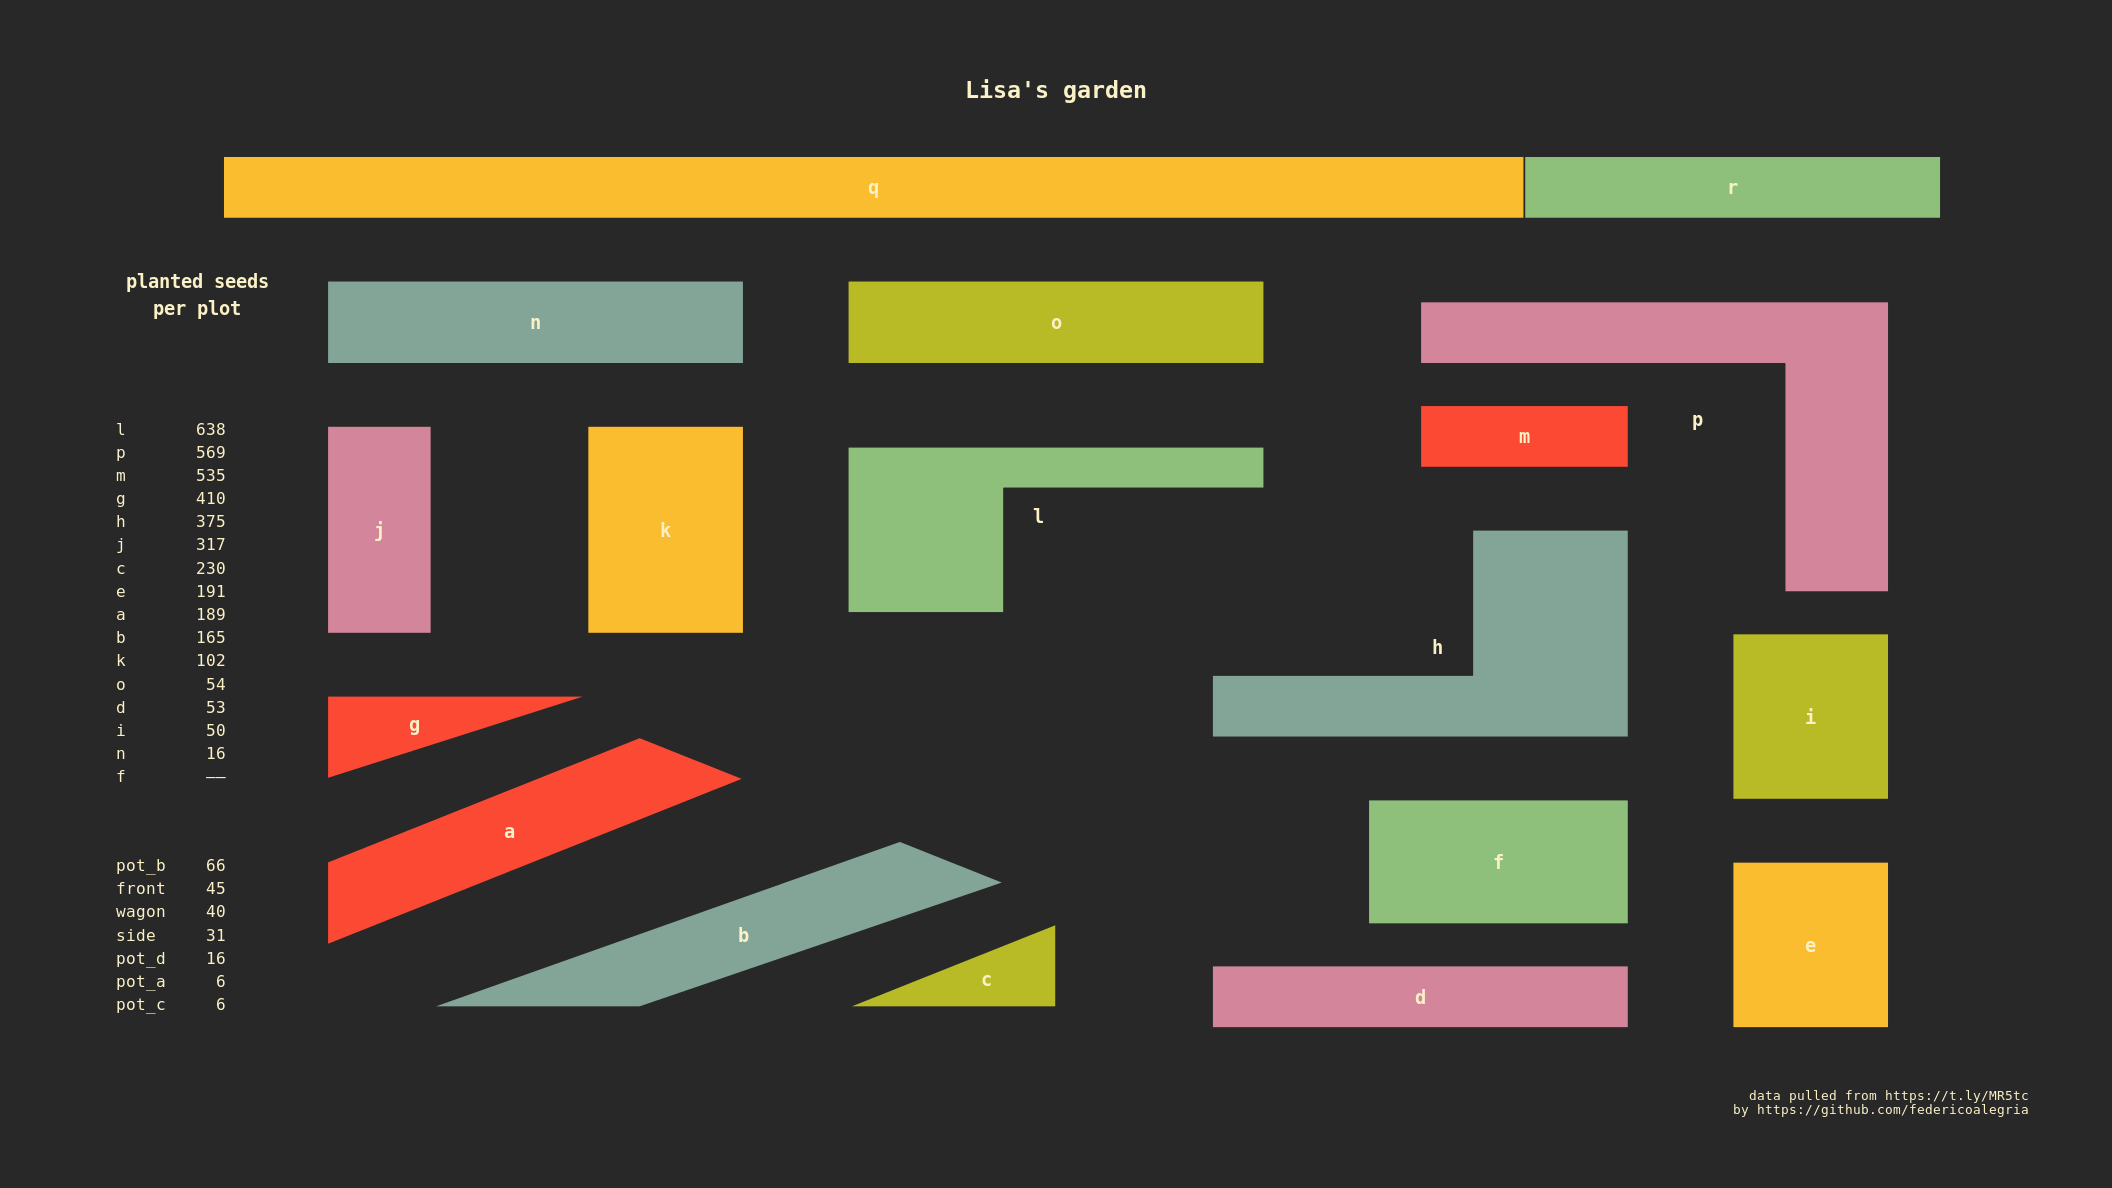 Lisa's garden
q r
planted seeds
per plot
n o
p
m
l 638
p 569
m 535
g 410
h 375
j 317
c 230
e 191
a 189
b 165
k 102
o 54
d 53
i 50
n 16
f ——
j k
l
h
i
g
a
f
b
c
d
e
pot_b 66
front 45
wagon 40
side 31
pot_d 16
pot_a 6
pot_c 6
data pulled from https://t.ly/MR5tc
by https://github.com/federicoalegria